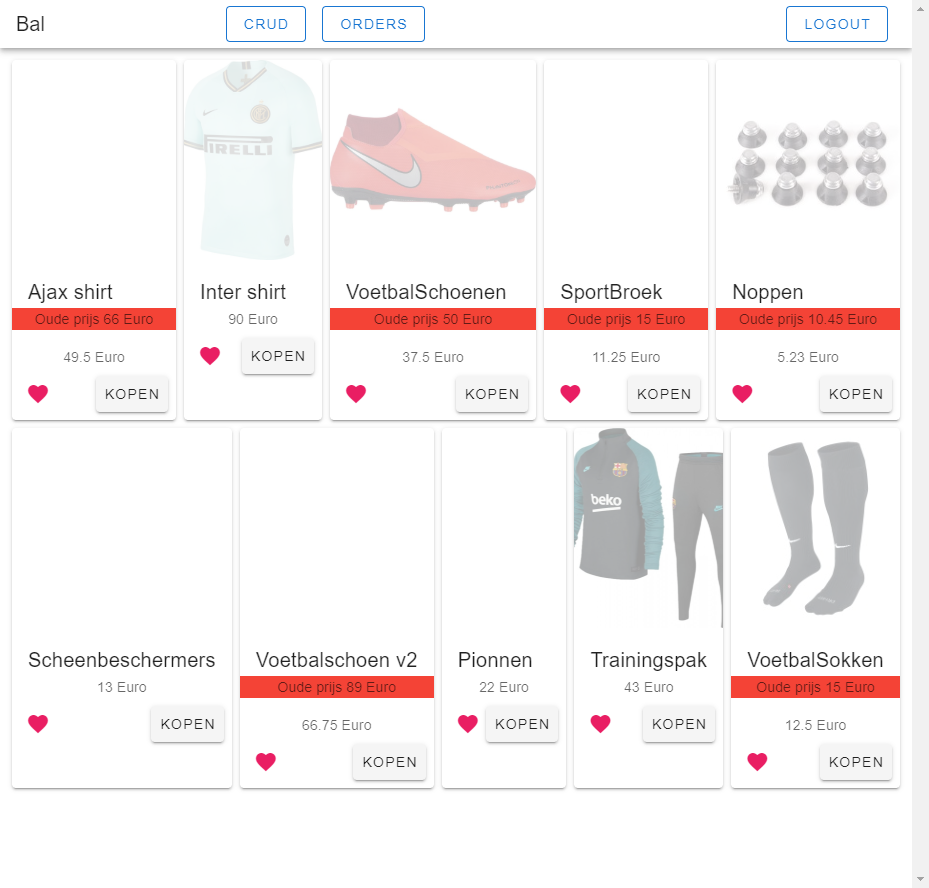 Bal
CRUD
ORDERS
LOGOUT
PIRELLI
Ajax shirt
Oude prijs 66 Euro
49.5 Euro
KOPEN
Inter shirt
90 Euro
KOPEN
VoetbalSchoenen
Oude prijs 50 Euro
37.5 Euro
KOPEN
SportBroek
Oude prijs 15 Euro
11.25 Euro
KOPEN
Noppen
Oude prijs 10.45 Euro
5.23 Euro
KOPEN
Scheenbeschermers
13 Euro
KOPEN
Voetbalschoen v2
Oude prijs 89 Euro
66.75 Euro
KOPEN
Pionnen
22 Euro
KOPEN
beko
Trainingspak
43 Euro
KOPEN
VoetbalSokken
Oude prijs 15 Euro
12.5 Euro
KOPEN